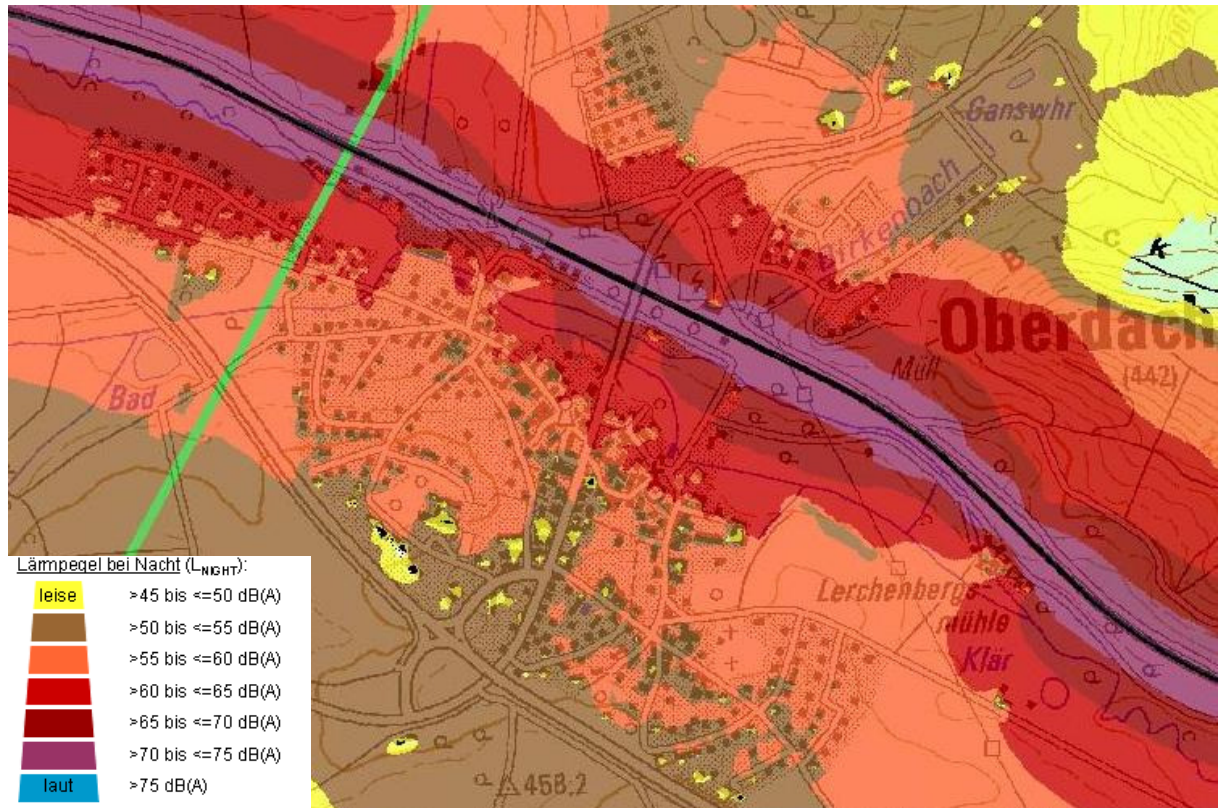 Ganswhr
Birkenbach
K
Oberdach
(442)
Müll
Bad
Lerchenbergs-
mühle
Klär
458.2
Lärmpegel bei Nacht (LNIGHT):
leise >45 bis <=50 dB(A)
>50 bis <=55 dB(A)
>55 bis <=60 dB(A)
>60 bis <=65 dB(A)
>65 bis <=70 dB(A)
>70 bis <=75 dB(A)
laut >75 dB(A)